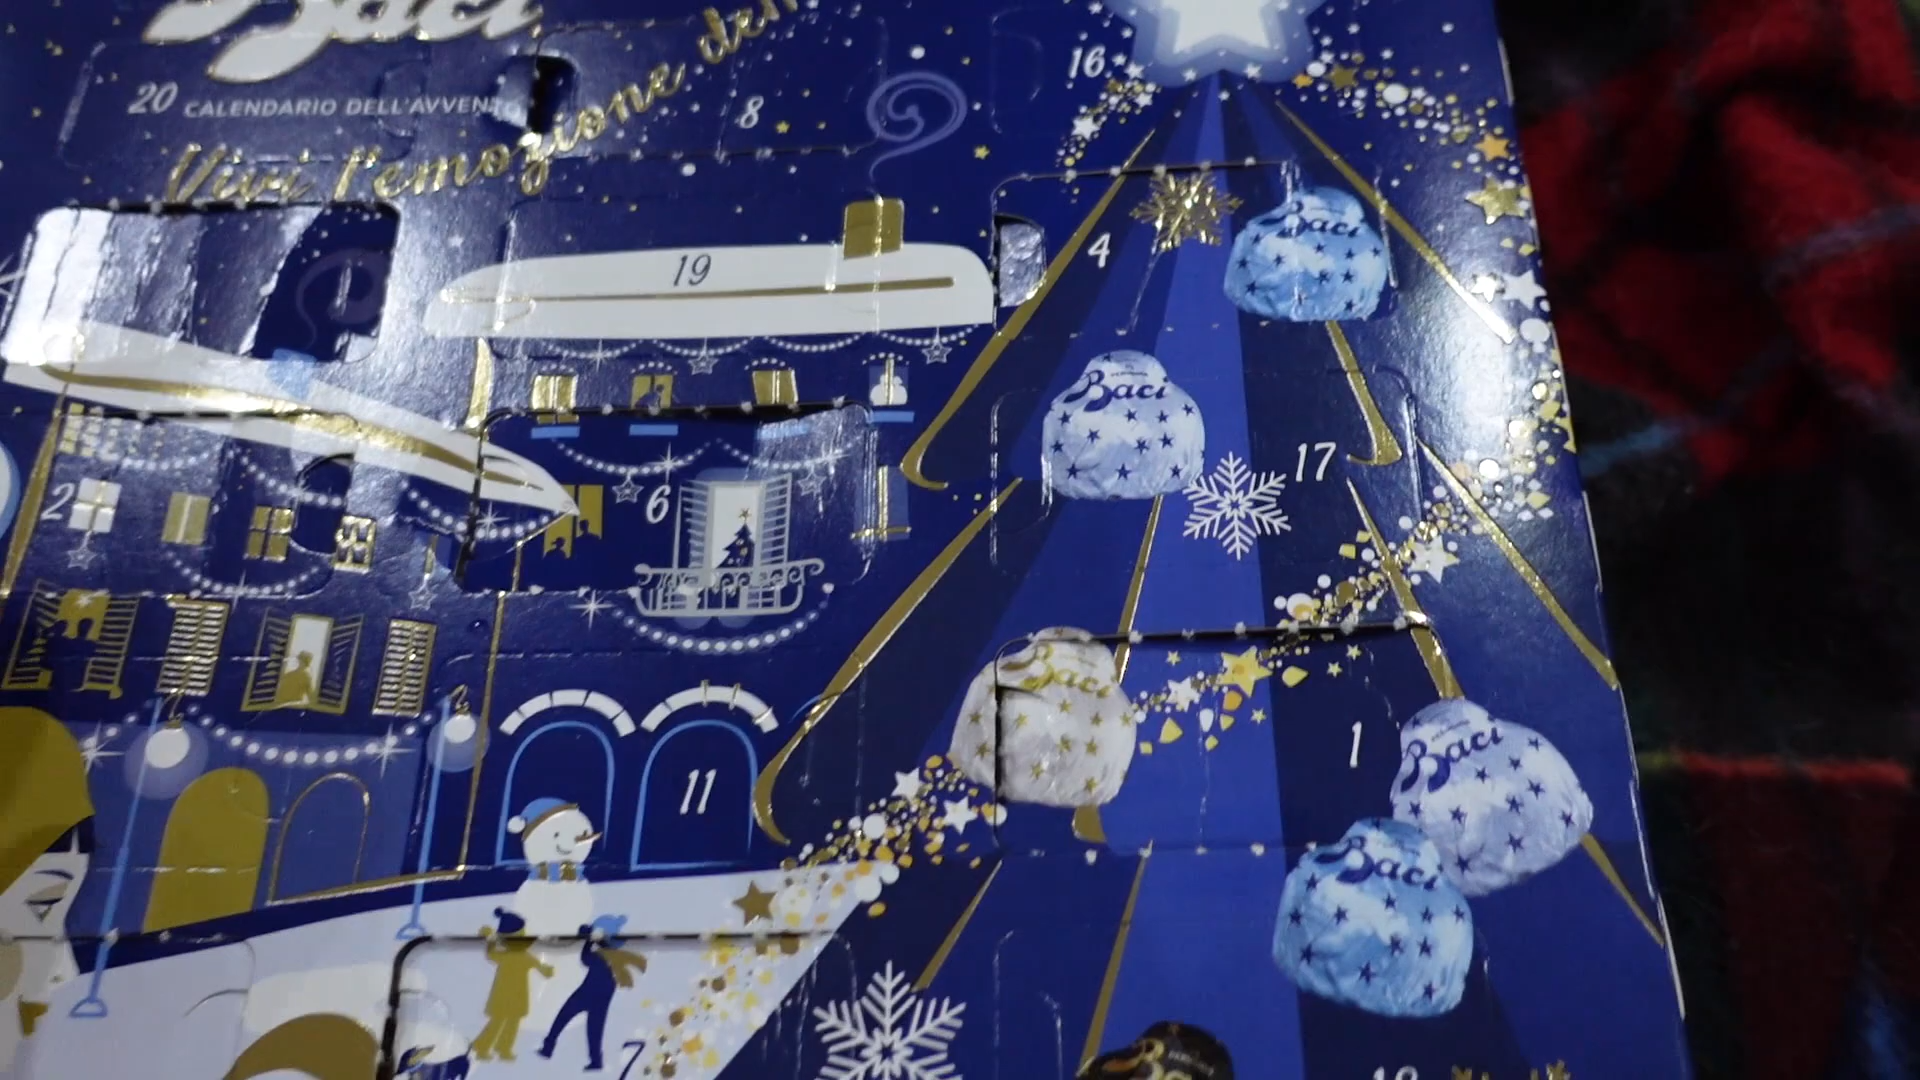 Baci
16
20 CALENDARIO DELL'AVVENTO
8
Vivi l'emozione
19
4
Baci
Baci
17
2
6
Baci
1
Baci
11
Baci
7